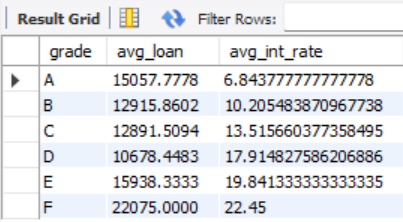 Result Grid Filter Rows:
grade avg_loan avg_int_rate
A 15057.7778 6.843777777777778
B 12915.8602 10.205483870967738
C 12891.5094 13.515660377358495
D 10678.4483 17.914827586206886
E 15938.3333 19.841333333333335
F 22075.0000 22.45